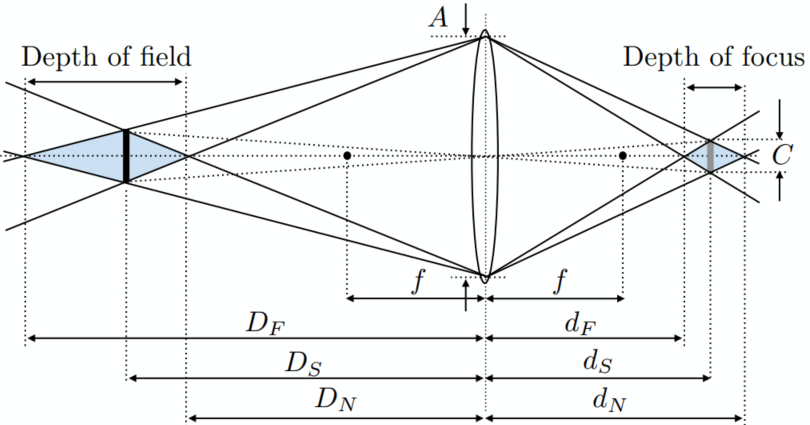 A
Depth of field
Depth of focus
C
f
f
D_F
d_F
D_S
d_S
D_N
d_N